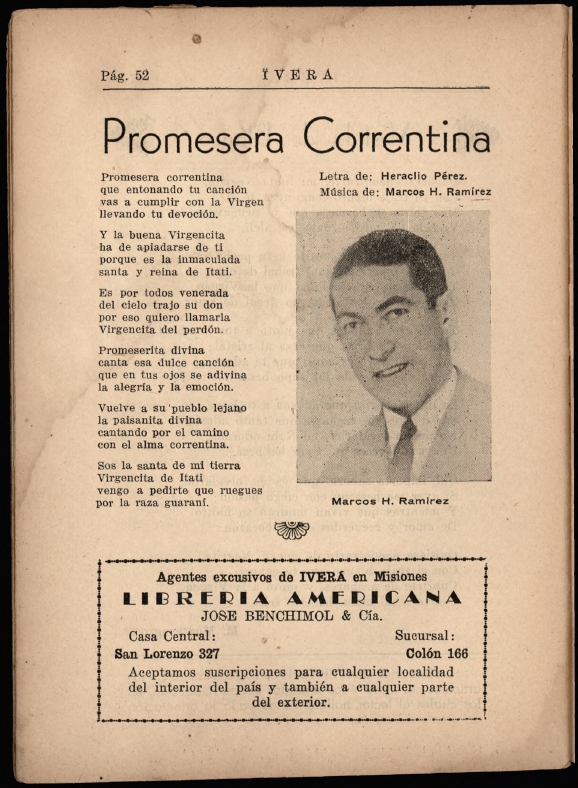 Pág. 52
ÏVERÁ
Promesera Correntina
Promesera correntina
que entonando tu canción
vas a cumplir con la Virgen
llevando tu devoción.
Y la buena Virgencita
ha de apiadarse de ti
porque es la inmaculada
santa y reina de Itatí.
Es por todos venerada
del cielo trajo su don
por eso quiero llamarla
Virgencita del perdón.
Promeserita divina
canta esa dulce canción
que en tus ojos se adivina
la alegría y la emoción.
Vuelve a su pueblo lejano
la paisanita divina
cantando por el camino
con el alma correntina.
Sos la santa de mi tierra
Virgencita de Itatí
vengo a pedirte que ruegues
por la raza guaraní.
Letra de: Heraclio Pérez.
Música de: Marcos H. Ramírez
Marcos H. Ramírez
Agentes excusivos de IVERÁ en Misiones
LIBRERIA AMERICANA
JOSE BENCHIMOL & Cía.
Casa Central: Sucursal:
San Lorenzo 327 Colón 166
Aceptamos suscripciones para cualquier localidad
del interior del país y también a cualquier parte
del exterior.